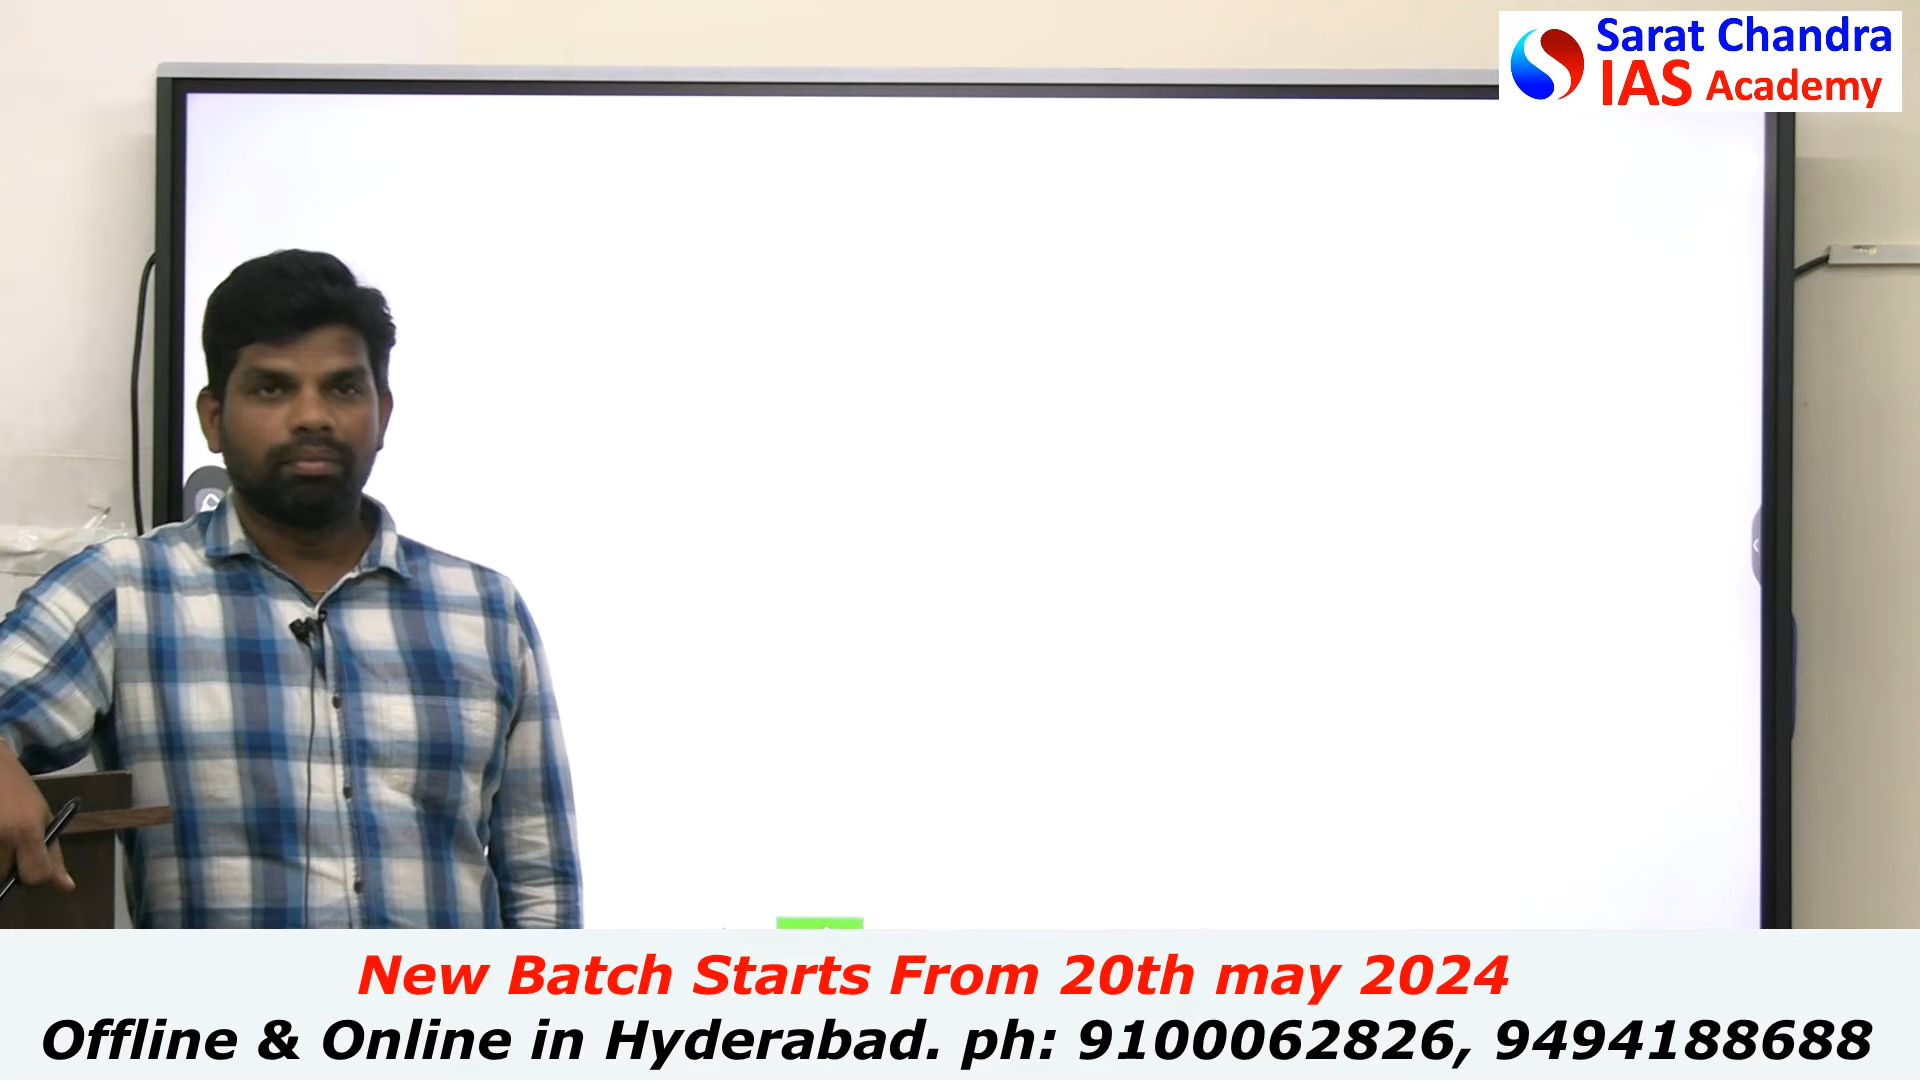 Sarat Chandra
IAS Academy
New Batch Starts From 20th may 2024
Offline & Online in Hyderabad. ph: 9100062826, 9494188688